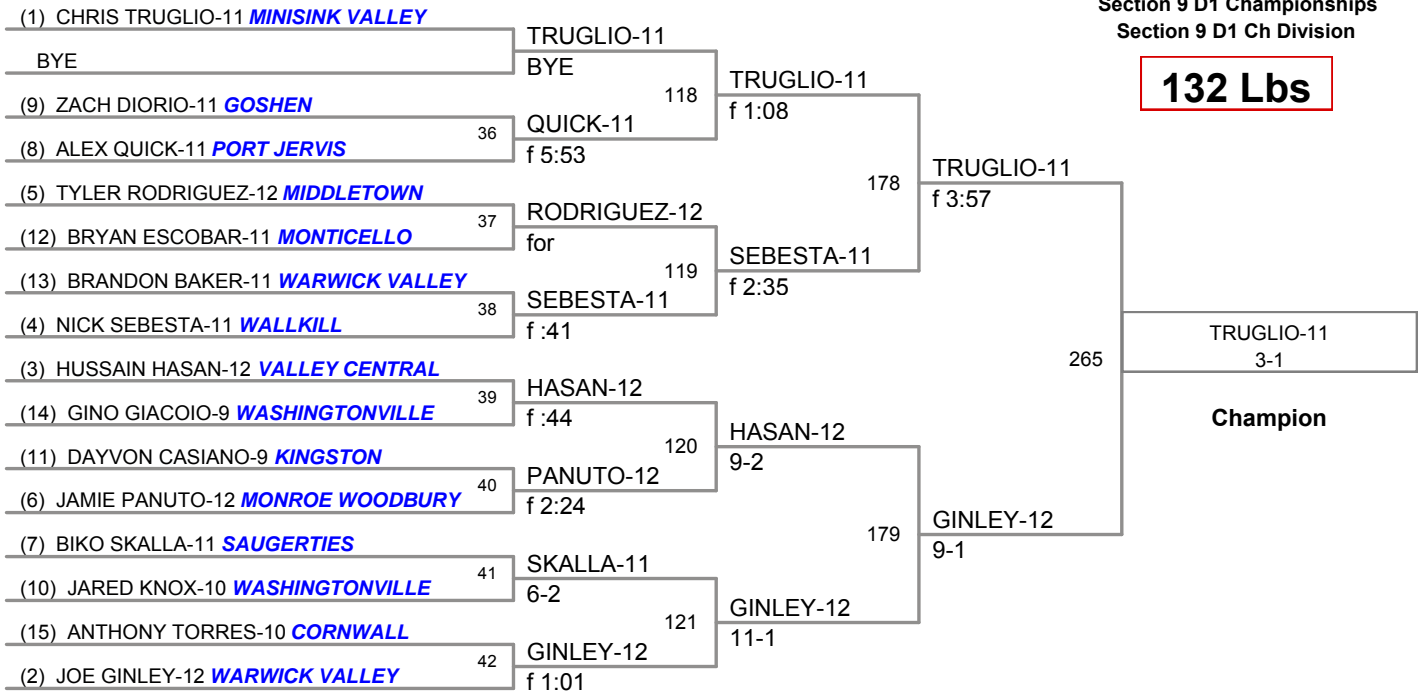 Section 9 D1 Championships
Section 9 D1 Ch Division
132 Lbs
(1) CHRIS TRUGLIO-11 MINISINK VALLEY
BYE
(9) ZACH DIORIO-11 GOSHEN
(8) ALEX QUICK-11 PORT JERVIS
(5) TYLER RODRIGUEZ-12 MIDDLETOWN
(12) BRYAN ESCOBAR-11 MONTICELLO
(13) BRANDON BAKER-11 WARWICK VALLEY
(4) NICK SEBESTA-11 WALLKILL
(3) HUSSAIN HASAN-12 VALLEY CENTRAL
(14) GINO GIACOIO-9 WASHINGTONVILLE
(11) DAYVON CASIANO-9 KINGSTON
(6) JAMIE PANUTO-12 MONROE WOODBURY
(7) BIKO SKALLA-11 SAUGERTIES
(10) JARED KNOX-10 WASHINGTONVILLE
(15) ANTHONY TORRES-10 CORNWALL
(2) JOE GINLEY-12 WARWICK VALLEY
36
37
38
39
40
41
42
TRUGLIO-11
BYE
QUICK-11
f 5:53
RODRIGUEZ-12
for
SEBESTA-11
f :41
HASAN-12
f :44
PANUTO-12
f 2:24
SKALLA-11
6-2
GINLEY-12
f 1:01
118
119
120
121
TRUGLIO-11
f 1:08
SEBESTA-11
f 2:35
HASAN-12
9-2
GINLEY-12
11-1
178
179
TRUGLIO-11
f 3:57
GINLEY-12
9-1
265
TRUGLIO-11
3-1
Champion